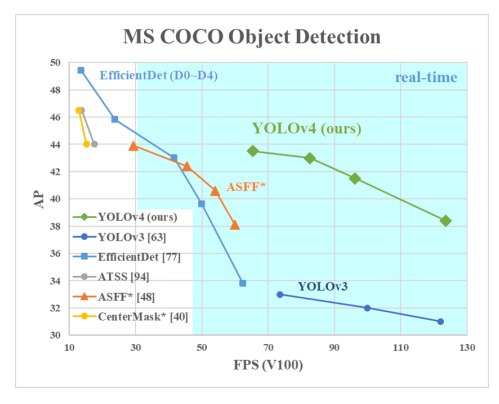 MS COCO Object Detection
50
48
46
44
42
40
38
36
34
32
30
AP
EfficientDet (D0~D4)
real-time
YOLOv4 (ours)
ASFF*
YOLOv3
YOLOv4 (ours)
YOLOv3 [63]
EfficientDet [77]
ATSS [94]
ASFF* [48]
CenterMask* [40]
10 30 50 70 90 110 130
FPS (V100)